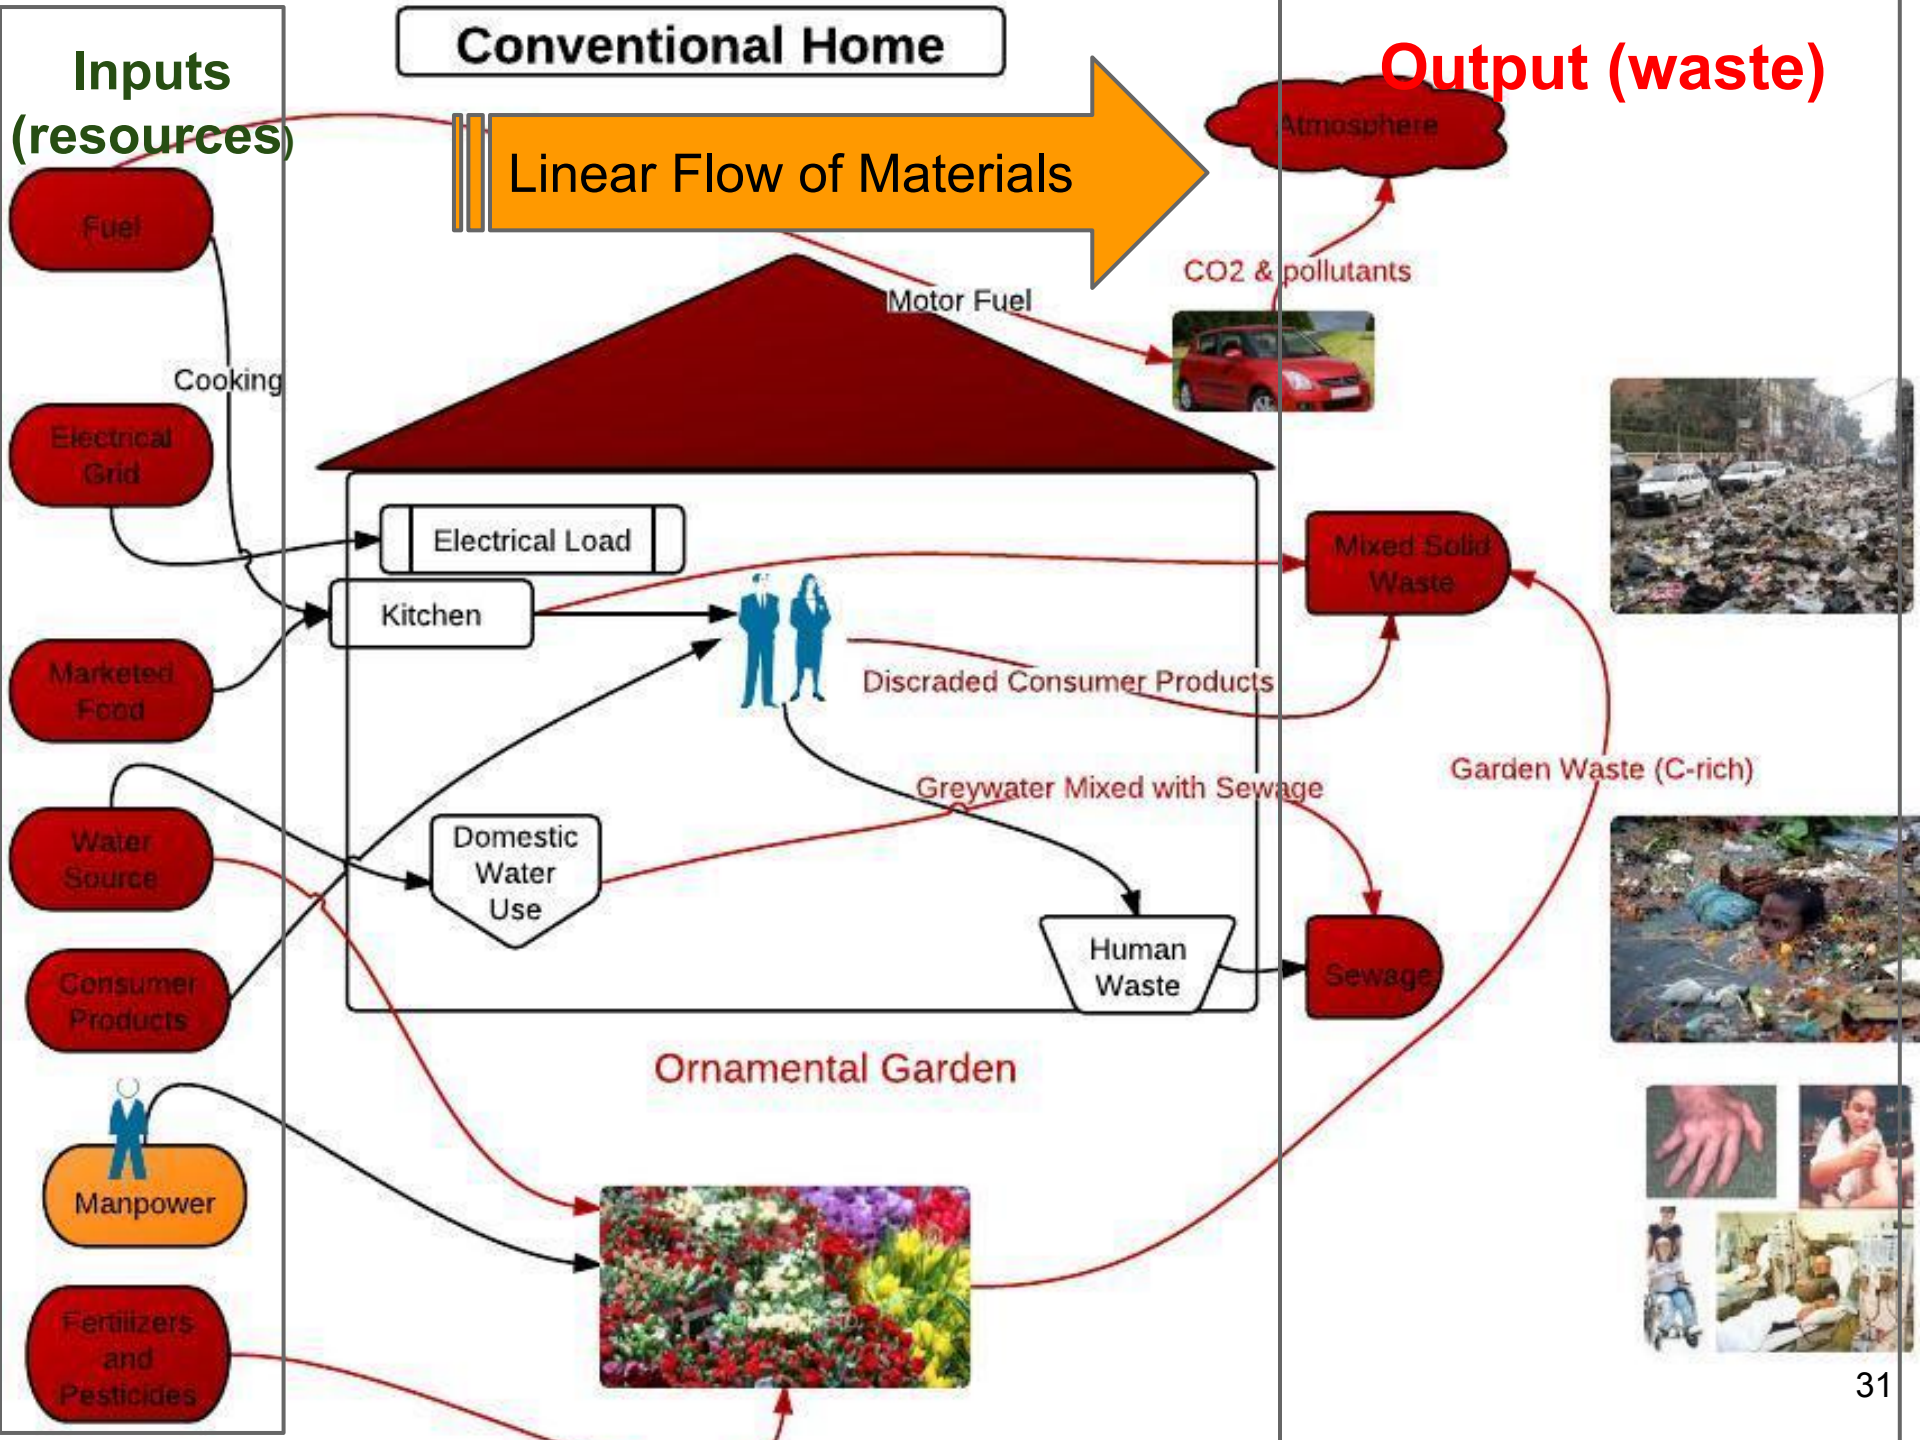 Conventional Home
Inputs
(resources)
Output (waste)
Linear Flow of Materials
Atmosphere
Fuel
CO2 & pollutants
Motor Fuel
Cooking
Electrical
Grid
Electrical Load
Mixed Solid
Waste
Kitchen
Marketed
Food
Discraded Consumer Products
Garden Waste (C-rich)
Greywater Mixed with Sewage
Water
Source
Domestic
Water
Use
Human
Waste
Sewage
Consumer
Products
Ornamental Garden
Manpower
Fertilizers
and
Pesticides
31